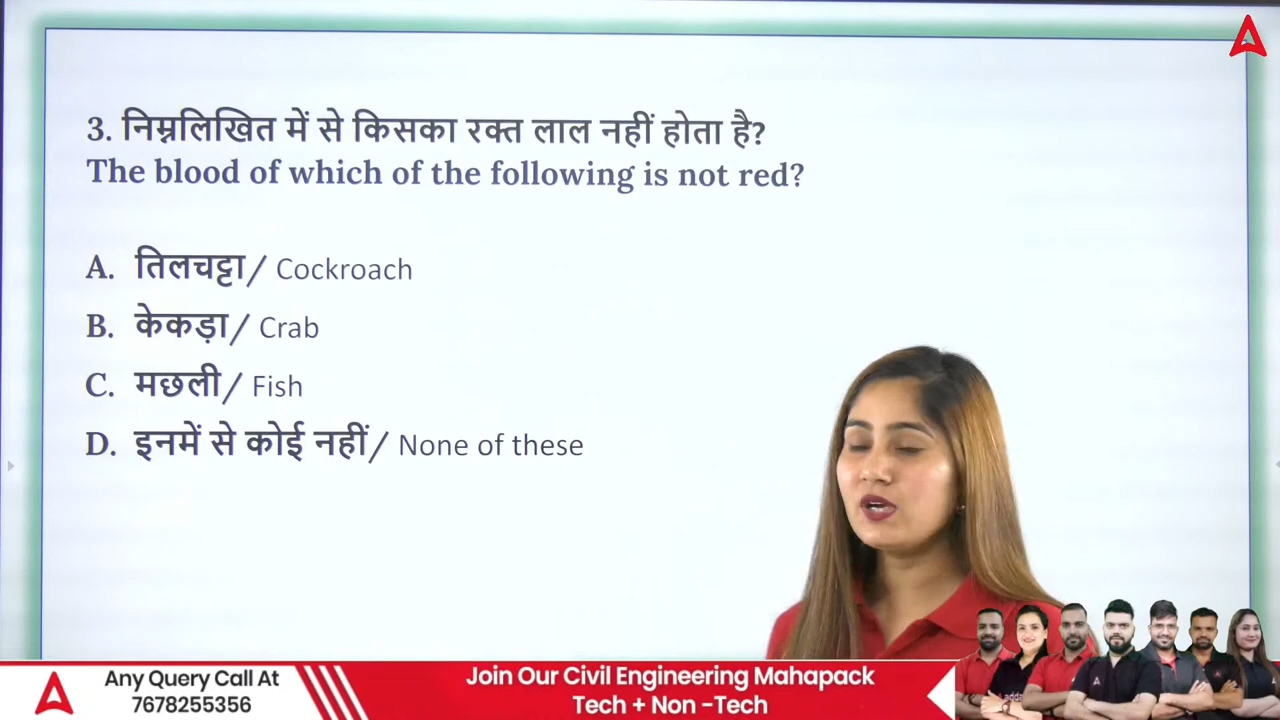 3. निम्नलिखित में से किसका रक्त लाल नहीं होता है?
The blood of which of the following is not red?
A. तिलचट्टा/ Cockroach
B. केकड़ा/ Crab
C. मछली/ Fish
D. इनमें से कोई नहीं/ None of these
Any Query Call At
7678255356
Join Our Civil Engineering Mahapack
Tech + Non -Tech